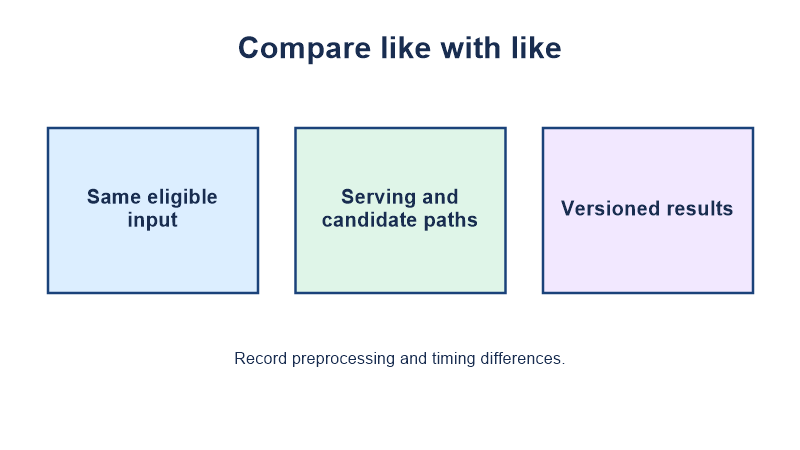 Compare like with like
Same eligible
input
Serving and
candidate paths
Versioned results
Record preprocessing and timing differences.